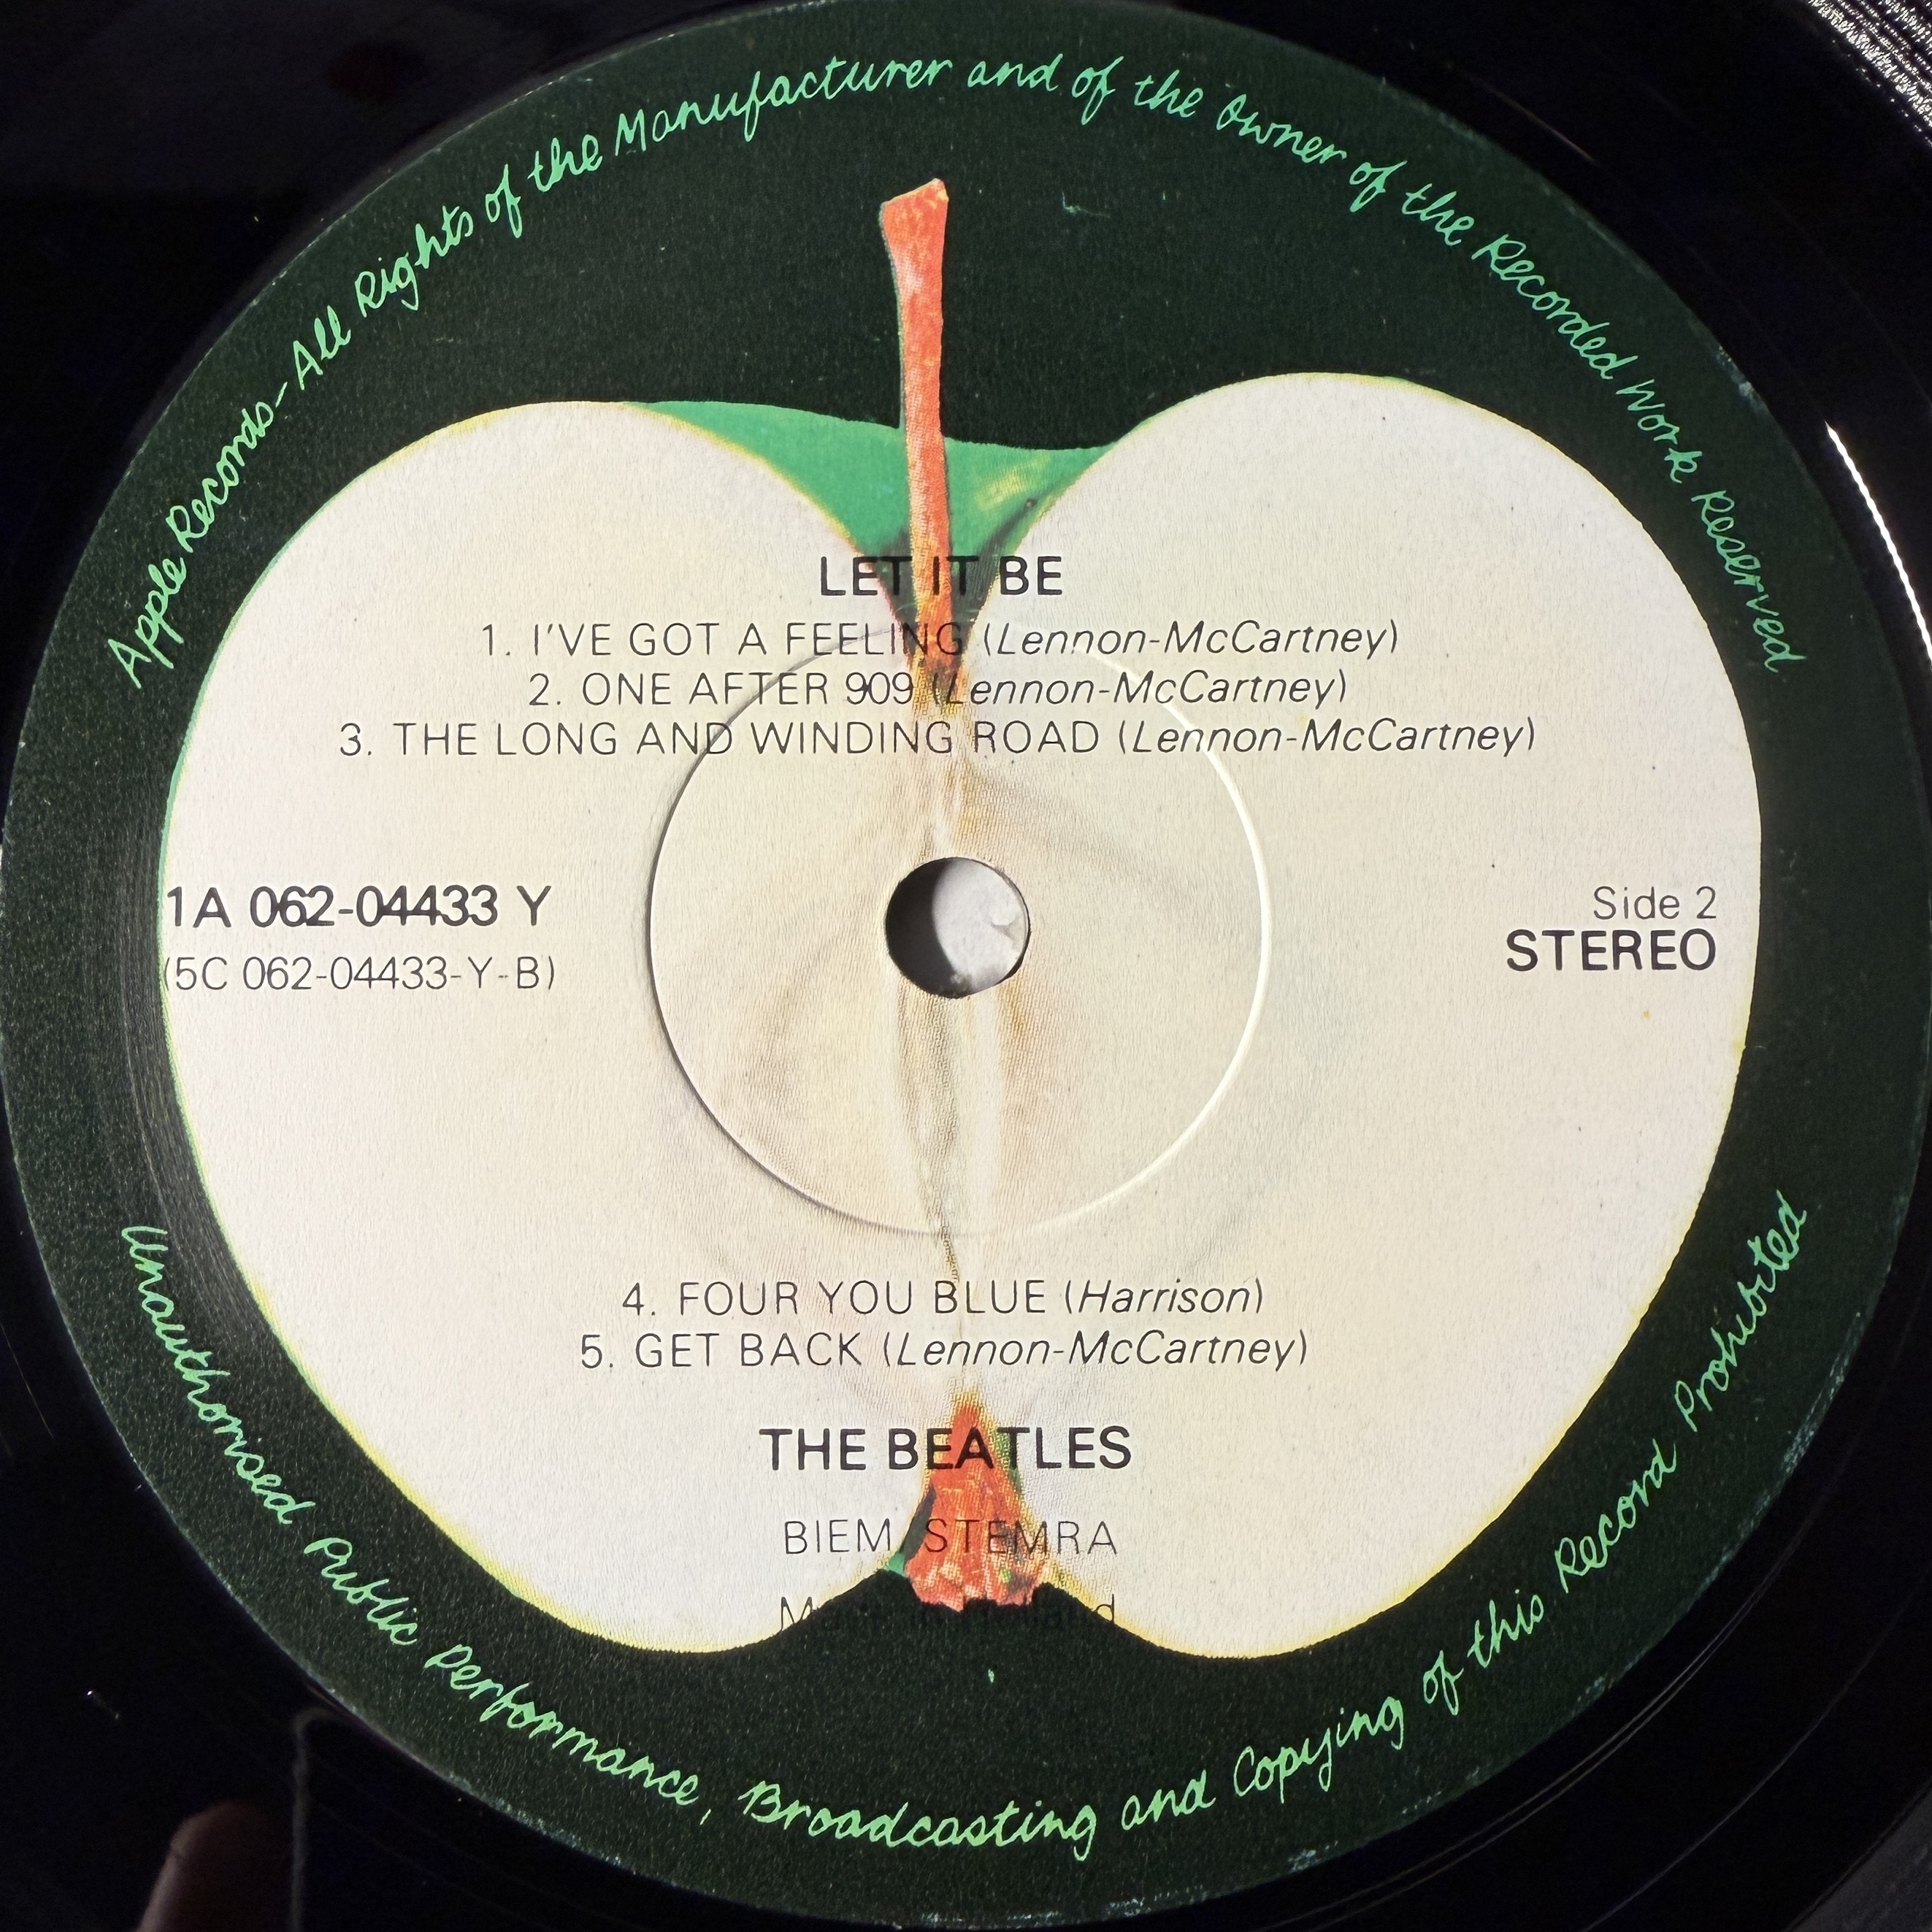 Apple Records-All Rights of the Manufacturer and of the Owner of the Recorded Work Reserved
LET IT BE
1. I'VE GOT A FEELING (Lennon-McCartney)
2. ONE AFTER 909 (Lennon-McCartney)
3. THE LONG AND WINDING ROAD (Lennon-McCartney)
1A 062-04433 Y
(5C 062-04433-Y-B)
Side 2
STEREO
4. FOUR YOU BLUE (Harrison)
5. GET BACK (Lennon-McCartney)
THE BEATLES
BIEM/STEMRA
Made in Holland
Unauthorised Public Performance, Broadcasting and Copying of this Record Prohibited